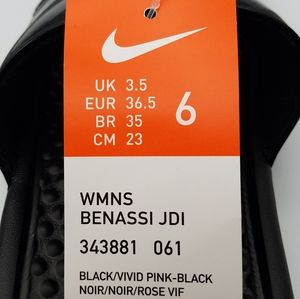 UK 3.5
EUR 36.5
BR 35
CM 23
6
WMNS
BENASSI JDI
343881 061
BLACK/VIVID PINK-BLACK
NOIR/NOIR/ROSE VIF